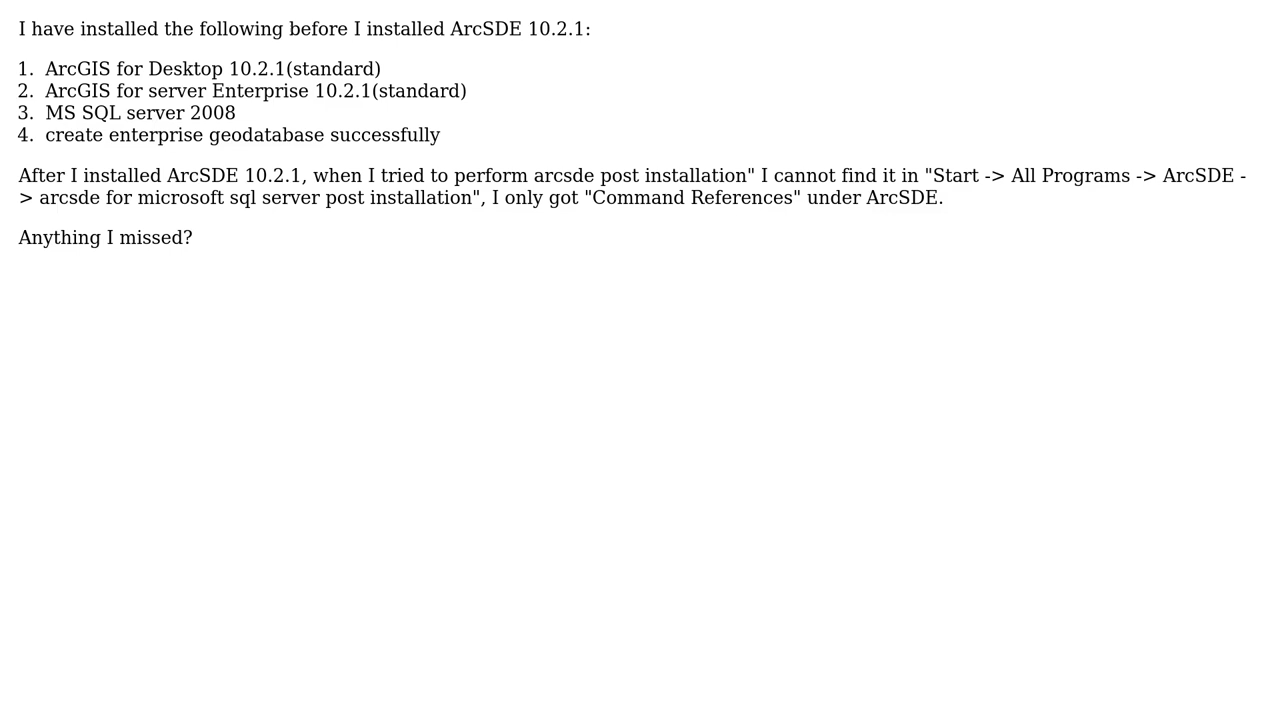 I have installed the following before I installed ArcSDE 10.2.1:
1. ArcGIS for Desktop 10.2.1(standard)
2. ArcGIS for server Enterprise 10.2.1(standard)
3. MS SQL server 2008
4. create enterprise geodatabase successfully
After I installed ArcSDE 10.2.1, when I tried to perform arcsde post installation" I cannot find it in "Start -> All Programs -> ArcSDE -
> arcsde for microsoft sql server post installation", I only got "Command References" under ArcSDE.
Anything I missed?